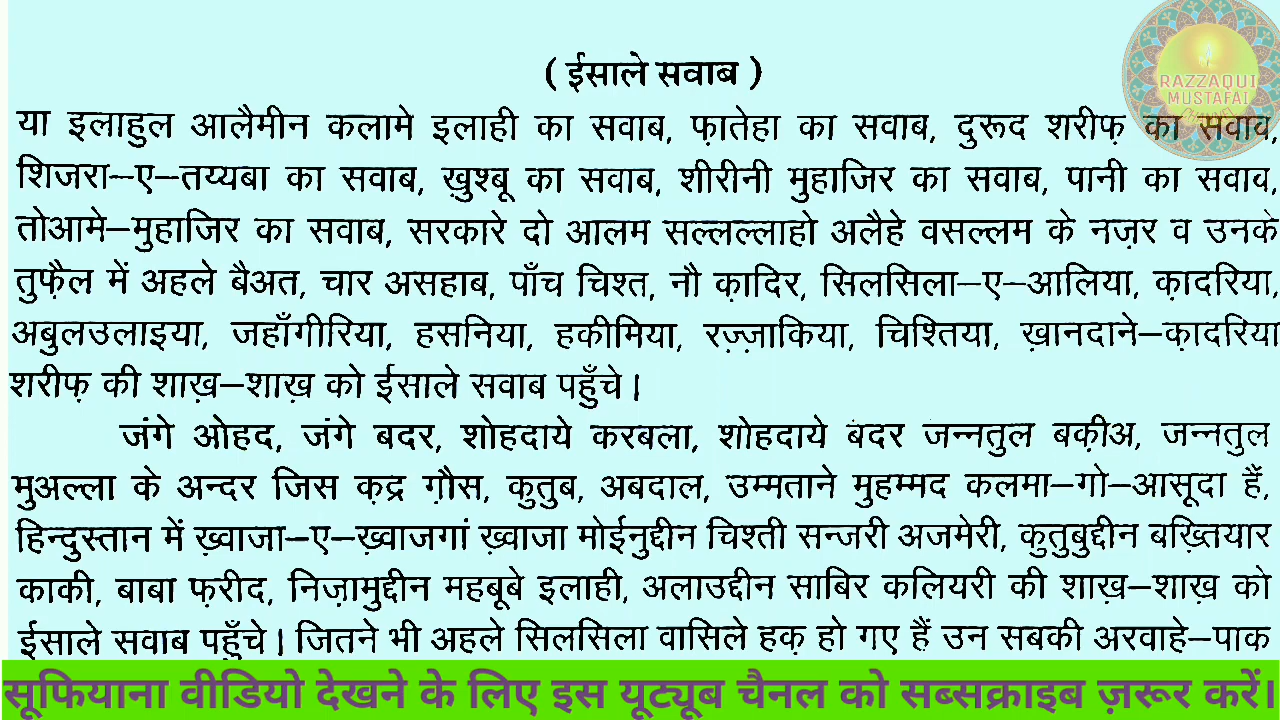 ( ईसाले सवाब )
RAZZAQUI
MUSTAFAI
या इलाहुल आलैमीन कलामे इलाही का सवाब, फ़ातेहा का सवाब, दुरूद शरीफ़ का सवाव,
शिजरा—ए—तय्यबा का सवाब, ख़ुश्बू का सवाब, शीरीनी मुहाजिर का सवाब, पानी का सवाव,
तोआमे—मुहाजिर का सवाब, सरकारे दो आलम सल्लल्लाहो अलैहे वसल्लम के नज़र व उनके
तुफ़ैल में अहले बैअत, चार असहाब, पाँच चिश्त, नौ क़ादिर, सिलसिला—ए—आलिया, क़ादरिया,
अबुलउलाइया, जहाँगीरिया, हसनिया, हकीमिया, रज़्ज़ाकिया, चिश्तिया, ख़ानदाने—क़ादरिया
शरीफ़ की शाख़—शाख़ को ईसाले सवाब पहुँचे।
जंगे ओहद, जंगे बदर, शोहदाये करबला, शोहदाये बदर जन्नतुल बक़ीअ, जन्नतुल
मुअल्ला के अन्दर जिस क़द्र ग़ौस, कुतुब, अबदाल, उम्मताने मुहम्मद कलमा—गो—आसूदा हैं,
हिन्दुस्तान में ख़्वाजा—ए—ख़्वाजगां ख़्वाजा मोईनुद्दीन चिश्ती सन्जरी अजमेरी, क़ुतुबुद्दीन बख़्तियार
काकी, बाबा फ़रीद, निज़ामुद्दीन महबूबे इलाही, अलाउद्दीन साबिर कलियरी की शाख़—शाख़ को
ईसाले सवाब पहुँचे। जितने भी अहले सिलसिला वासिले हक़ हो गए हैं उन सबकी अरवाहे—पाक
सूफियाना वीडियो देखने के लिए इस यूट्यूब चैनल को सब्सक्राइब ज़रूर करें।